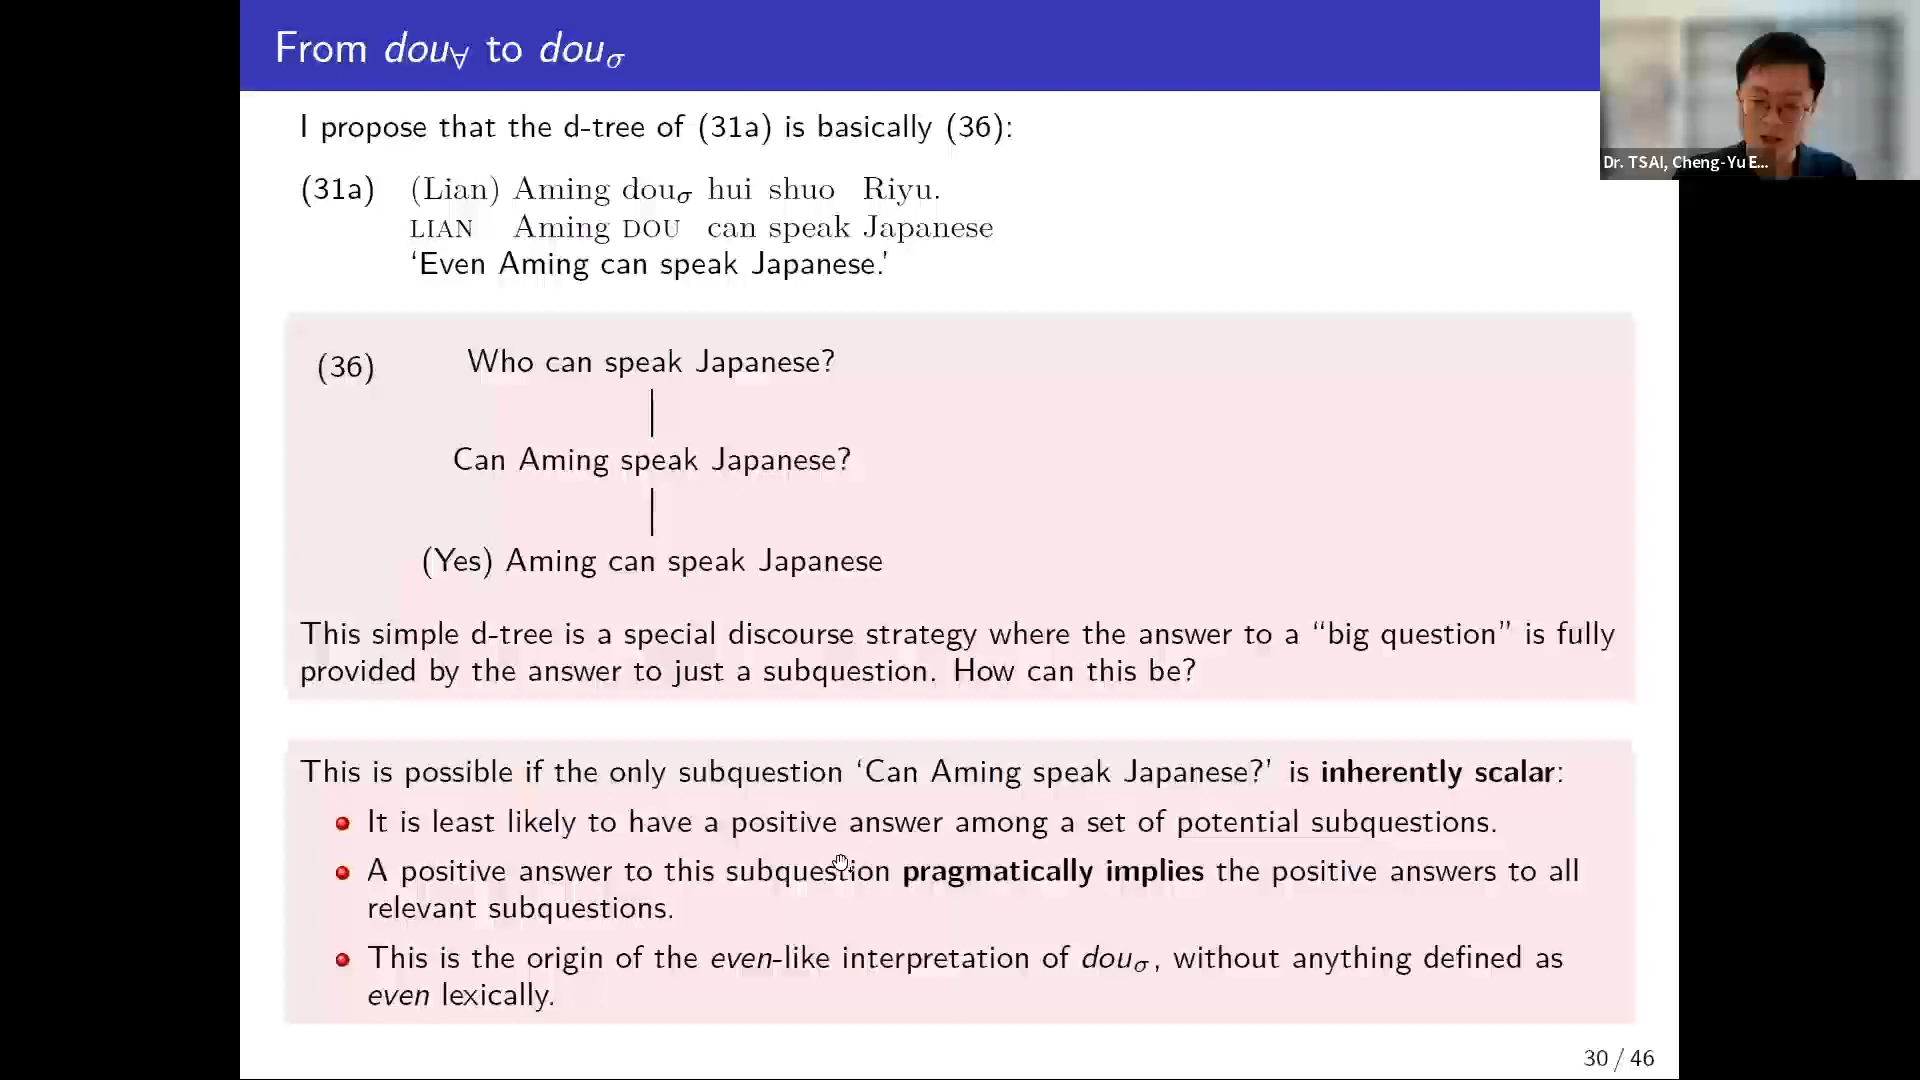 From dou∀ to douσ
Dr. TSAI, Cheng-Yu E...
I propose that the d-tree of (31a) is basically (36):
(31a) (Lian) Aming douσ hui shuo Riyu.
LIAN Aming DOU can speak Japanese
‘Even Aming can speak Japanese.’
(36) Who can speak Japanese?
Can Aming speak Japanese?
(Yes) Aming can speak Japanese
This simple d-tree is a special discourse strategy where the answer to a “big question” is fully
provided by the answer to just a subquestion. How can this be?
This is possible if the only subquestion ‘Can Aming speak Japanese?’ is inherently scalar:
It is least likely to have a positive answer among a set of potential subquestions.
A positive answer to this subquestion pragmatically implies the positive answers to all
relevant subquestions.
This is the origin of the even-like interpretation of douσ, without anything defined as
even lexically.
30 / 46